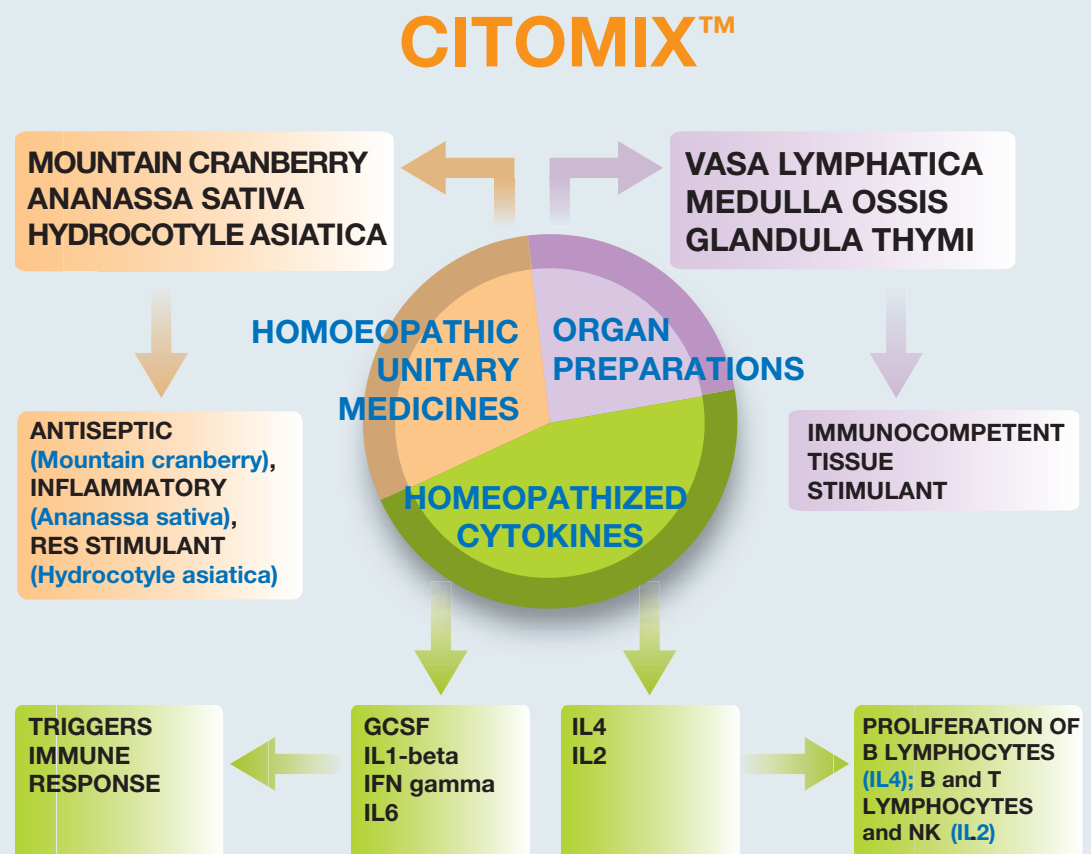 CITOMIX™
MOUNTAIN CRANBERRY
ANANASSA SATIVA
HYDROCOTYLE ASIATICA
VASA LYMPHATICA
MEDULLA OSSIS
GLANDULA THYMI
HOMOEOPATHIC
UNITARY
MEDICINES
ORGAN
PREPARATIONS
HOMEOPATHIZED
CYTOKINES
ANTISEPTIC
(Mountain cranberry),
INFLAMMATORY
(Ananassa sativa),
RES STIMULANT
(Hydrocotyle asiatica)
IMMUNOCOMPETENT
TISSUE
STIMULANT
TRIGGERS
IMMUNE
RESPONSE
GCSF
IL1-beta
IFN gamma
IL6
IL4
IL2
PROLIFERATION OF
B LYMPHOCYTES
(IL4); B and T
LYMPHOCYTES
and NK (IL2)